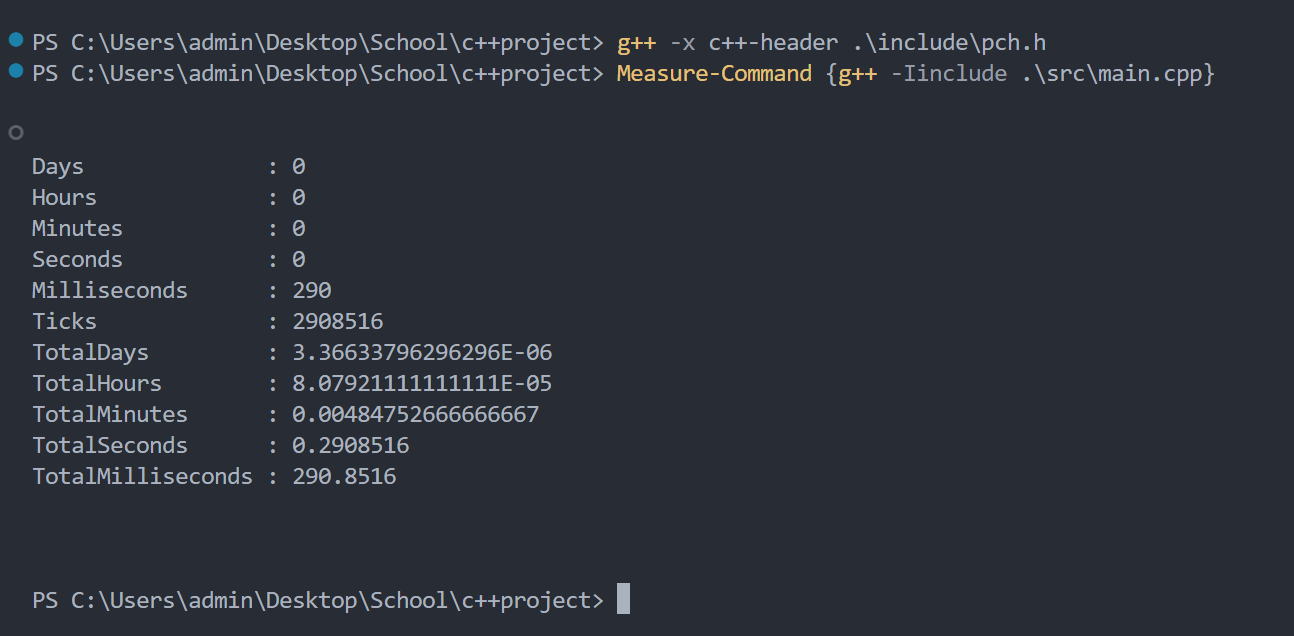 PS C:\Users\admin\Desktop\School\c++project> g++ -x c++-header .\include\pch.h
PS C:\Users\admin\Desktop\School\c++project> Measure-Command {g++ -Iinclude .\src\main.cpp}
Days              : 0
Hours             : 0
Minutes           : 0
Seconds           : 0
Milliseconds      : 290
Ticks             : 2908516
TotalDays         : 3.36633796296296E-06
TotalHours        : 8.07921111111111E-05
TotalMinutes      : 0.00484752666666667
TotalSeconds      : 0.2908516
TotalMilliseconds : 290.8516
PS C:\Users\admin\Desktop\School\c++project>